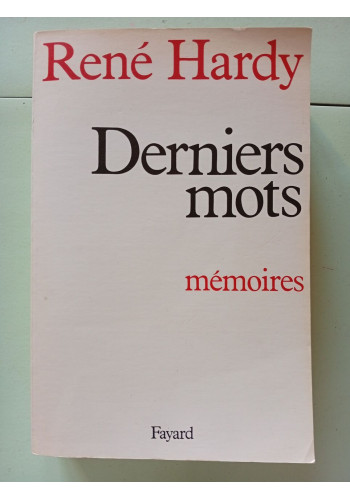 René Hardy
Derniers
mots
mémoires
Fayard